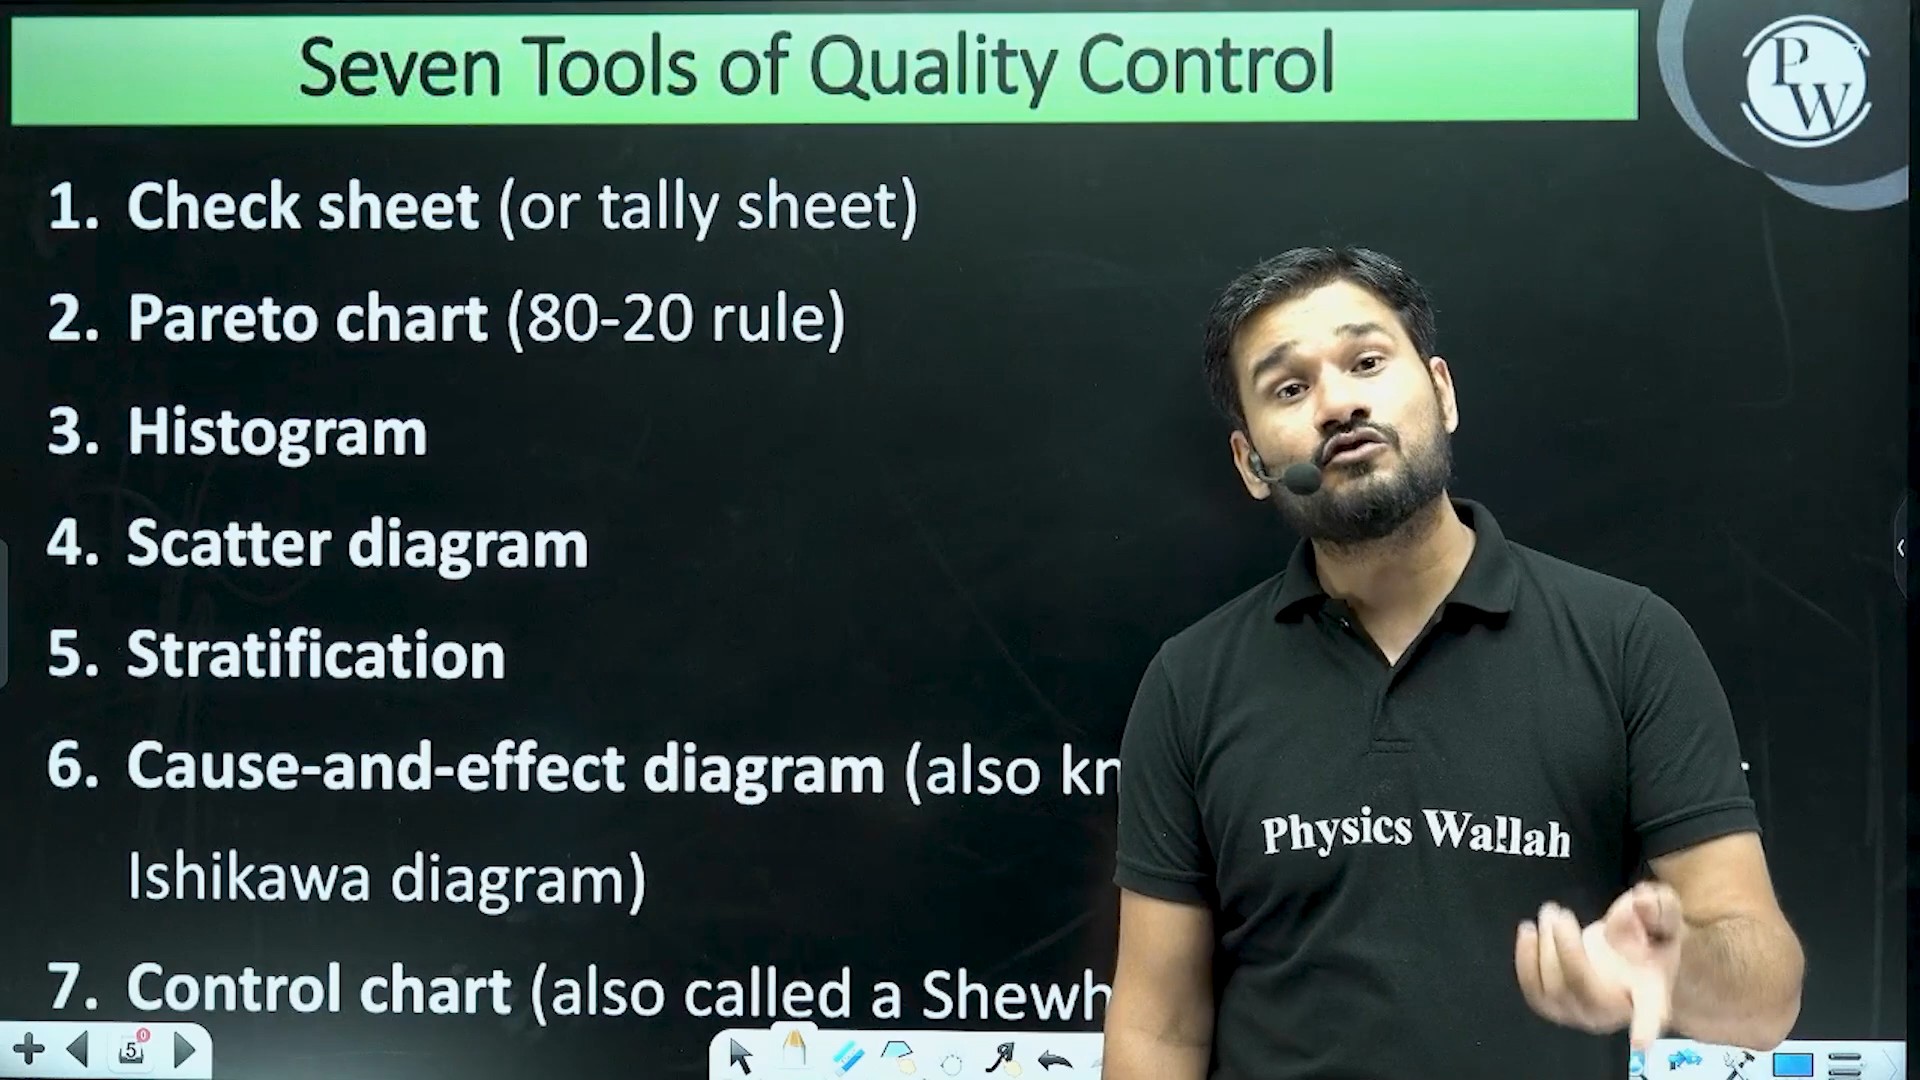 Seven Tools of Quality Control
PW
1. Check sheet (or tally sheet)
2. Pareto chart (80-20 rule)
3. Histogram
4. Scatter diagram
5. Stratification
6. Cause-and-effect diagram (also
Ishikawa diagram)
7. Control chart (also called a
Physics Wallah
5
0